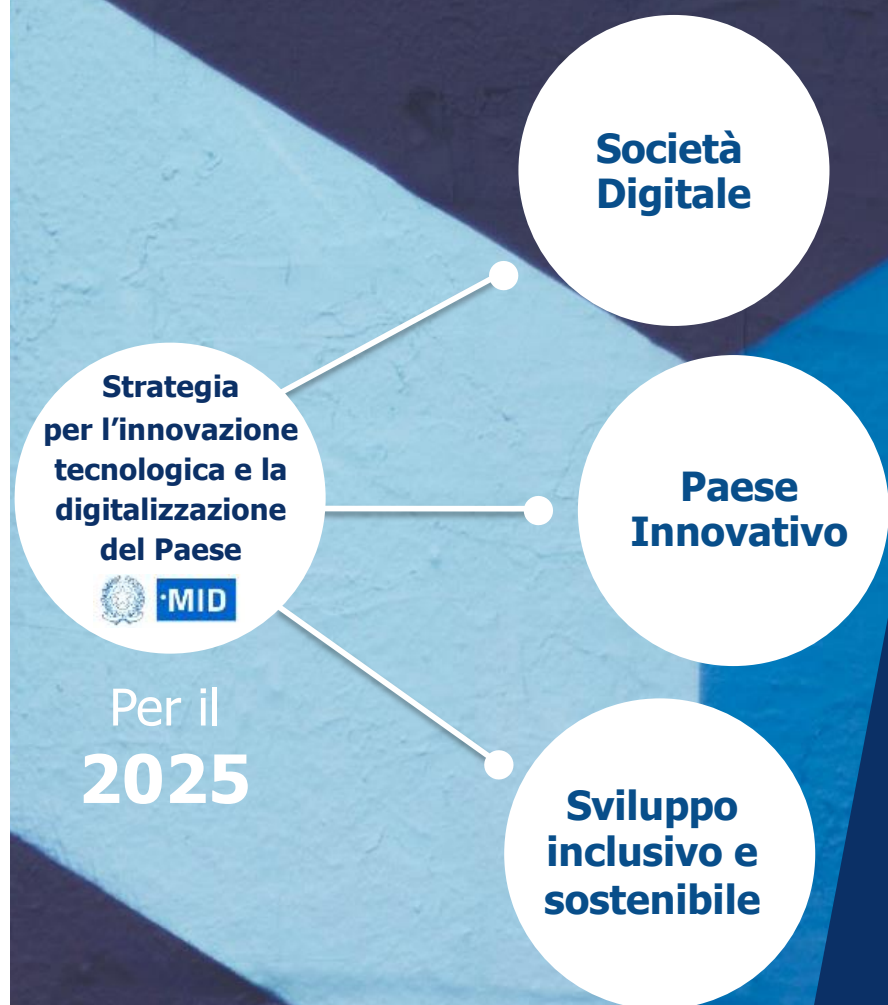 Società
Digitale
Strategia
per l’innovazione
tecnologica e la
digitalizzazione
del Paese
·MID
Paese
Innovativo
Per il
2025
Sviluppo
inclusivo e
sostenibile